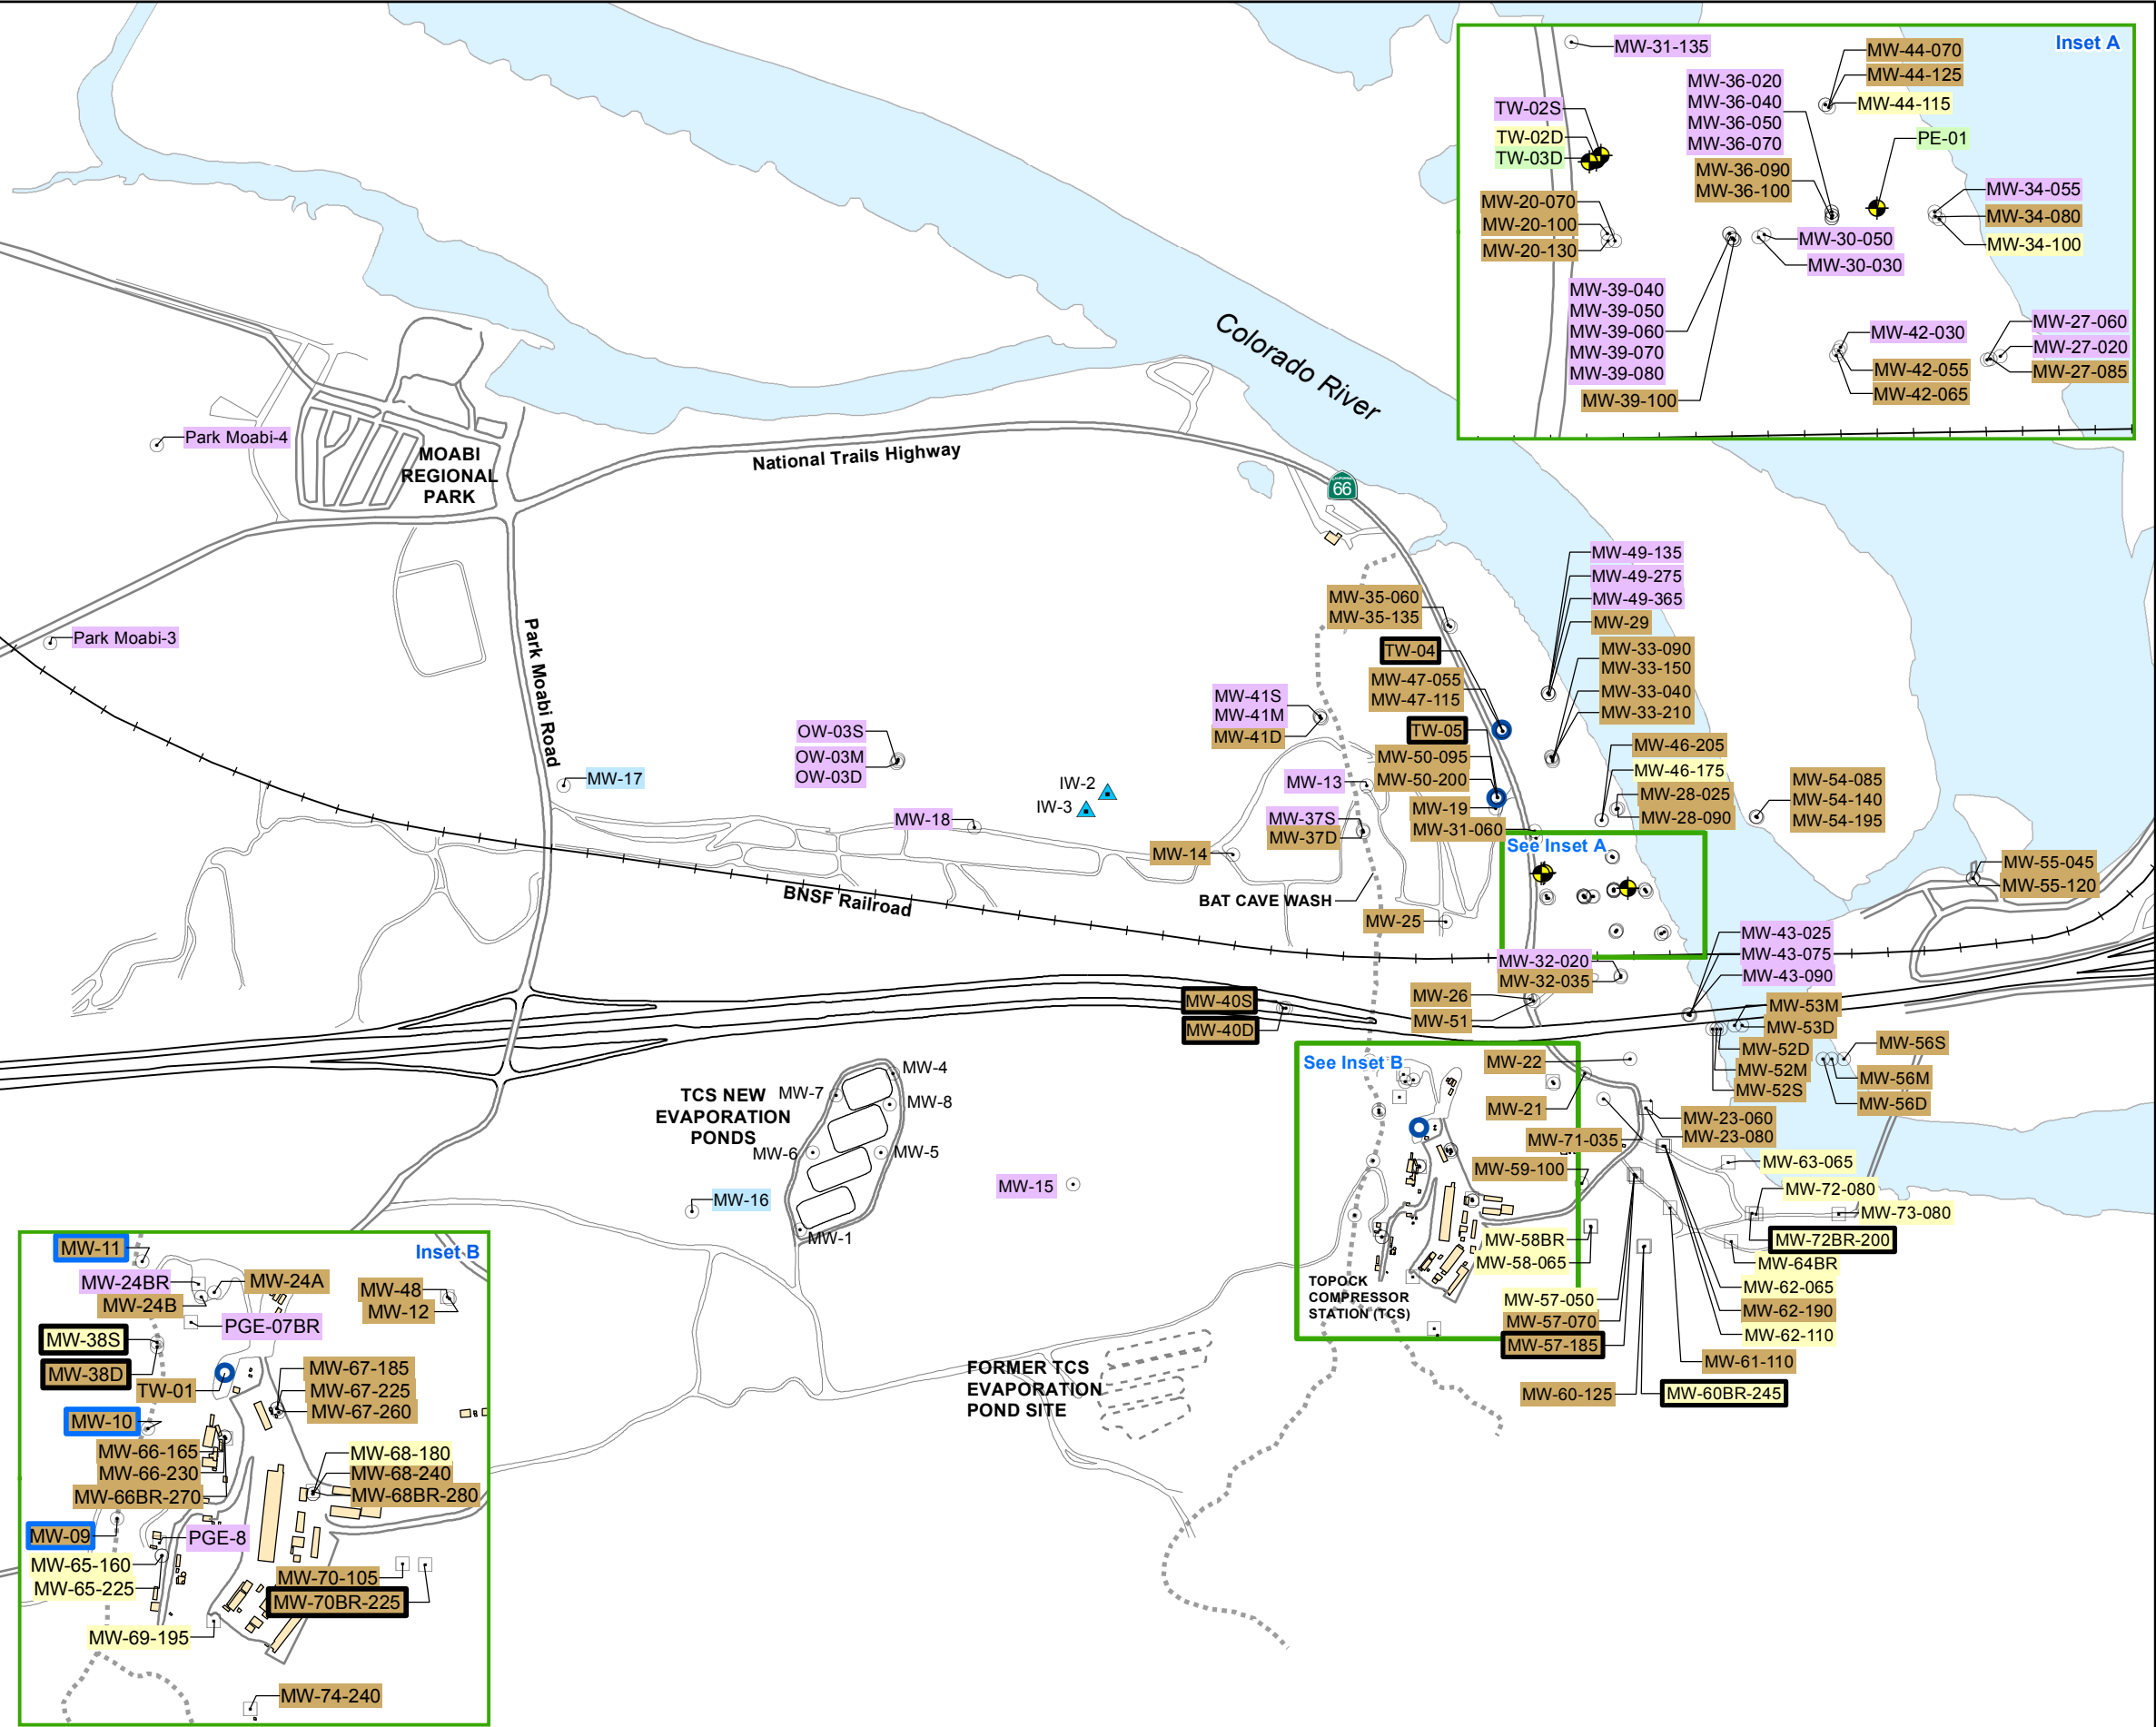 Inset A
MW-31-135
MW-44-070
MW-44-125
MW-44-115
MW-36-020
MW-36-040
MW-36-050
MW-36-070
TW-02S
TW-02D
TW-03D
PE-01
MW-36-090
MW-36-100
MW-34-055
MW-34-080
MW-34-100
MW-20-070
MW-20-100
MW-20-130
MW-30-050
MW-30-030
MW-39-040
MW-39-050
MW-39-060
MW-39-070
MW-39-080
MW-39-100
MW-42-030
MW-42-055
MW-42-065
MW-27-060
MW-27-020
MW-27-085
Colorado River
Park Moabi-4
MOABI
REGIONAL
PARK
National Trails Highway
CALIFORNIA
66
Park Moabi-3
Park Moabi Road
MW-49-135
MW-49-275
MW-49-365
MW-29
MW-35-060
MW-35-135
TW-04
MW-33-090
MW-33-150
MW-33-040
MW-33-210
MW-47-055
MW-47-115
MW-41S
MW-41M
MW-41D
TW-05
OW-03S
OW-03M
OW-03D
MW-50-095
MW-50-200
MW-46-205
MW-46-175
MW-28-025
MW-28-090
MW-54-085
MW-54-140
MW-54-195
MW-17
IW-2
IW-3
MW-13
MW-19
MW-18
MW-37S
MW-37D
MW-31-060
MW-14
See Inset A
MW-55-045
MW-55-120
BNSF Railroad
BAT CAVE WASH
MW-25
MW-43-025
MW-43-075
MW-43-090
MW-32-020
MW-32-035
MW-40S
MW-40D
MW-26
MW-51
MW-53M
MW-53D
MW-52D
MW-52M
MW-52S
MW-56S
MW-56M
MW-56D
See Inset B
MW-22
MW-21
MW-4
MW-7
MW-8
TCS NEW
EVAPORATION
PONDS
MW-6
MW-5
MW-1
MW-16
MW-15
MW-23-060
MW-23-080
MW-71-035
MW-59-100
MW-63-065
MW-72-080
MW-73-080
MW-72BR-200
MW-58BR
MW-58-065
MW-64BR
MW-62-065
MW-62-190
MW-62-110
TOPOCK
COMPRESSOR
STATION (TCS)
MW-57-050
MW-57-070
MW-57-185
MW-61-110
MW-60-125
MW-60BR-245
FORMER TCS
EVAPORATION
POND SITE
Inset B
MW-11
MW-24BR
MW-24A
MW-24B
MW-48
MW-12
PGE-07BR
MW-38S
MW-38D
TW-01
MW-67-185
MW-67-225
MW-67-260
MW-10
MW-66-165
MW-66-230
MW-66BR-270
MW-68-180
MW-68-240
MW-68BR-280
MW-09
PGE-8
MW-65-160
MW-65-225
MW-70-105
MW-70BR-225
MW-69-195
MW-74-240